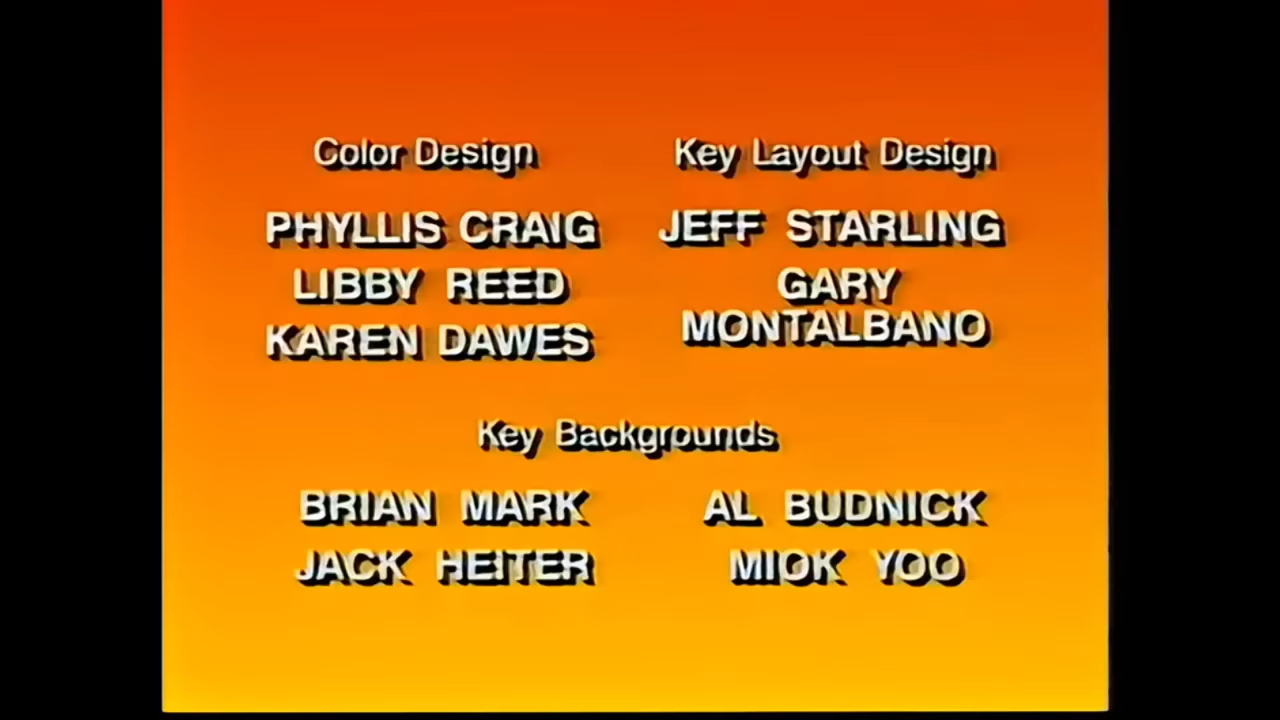 Color Design
PHYLLIS CRAIG
LIBBY REED
KAREN DAWES
Key Layout Design
JEFF STARLING
GARY
MONTALBANO
Key Backgrounds
BRIAN MARK
JACK HEITER
AL BUDNICK
MIOK YOO